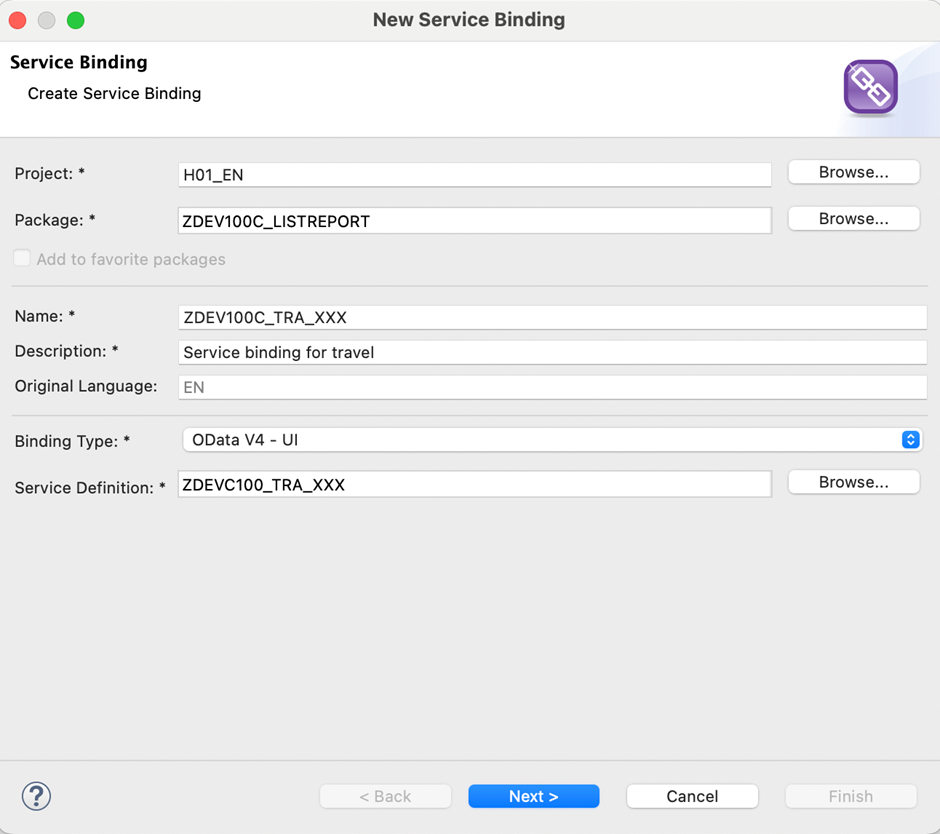 New Service Binding
Service Binding
Create Service Binding
Project: * H01_EN Browse...
Package: * ZDEV100C_LISTREPORT Browse...
Add to favorite packages
Name: * ZDEV100C_TRA_XXX
Description: * Service binding for travel
Original Language: EN
Binding Type: * OData V4 - UI
Service Definition: * ZDEVC100_TRA_XXX Browse...
? < Back Next > Cancel Finish